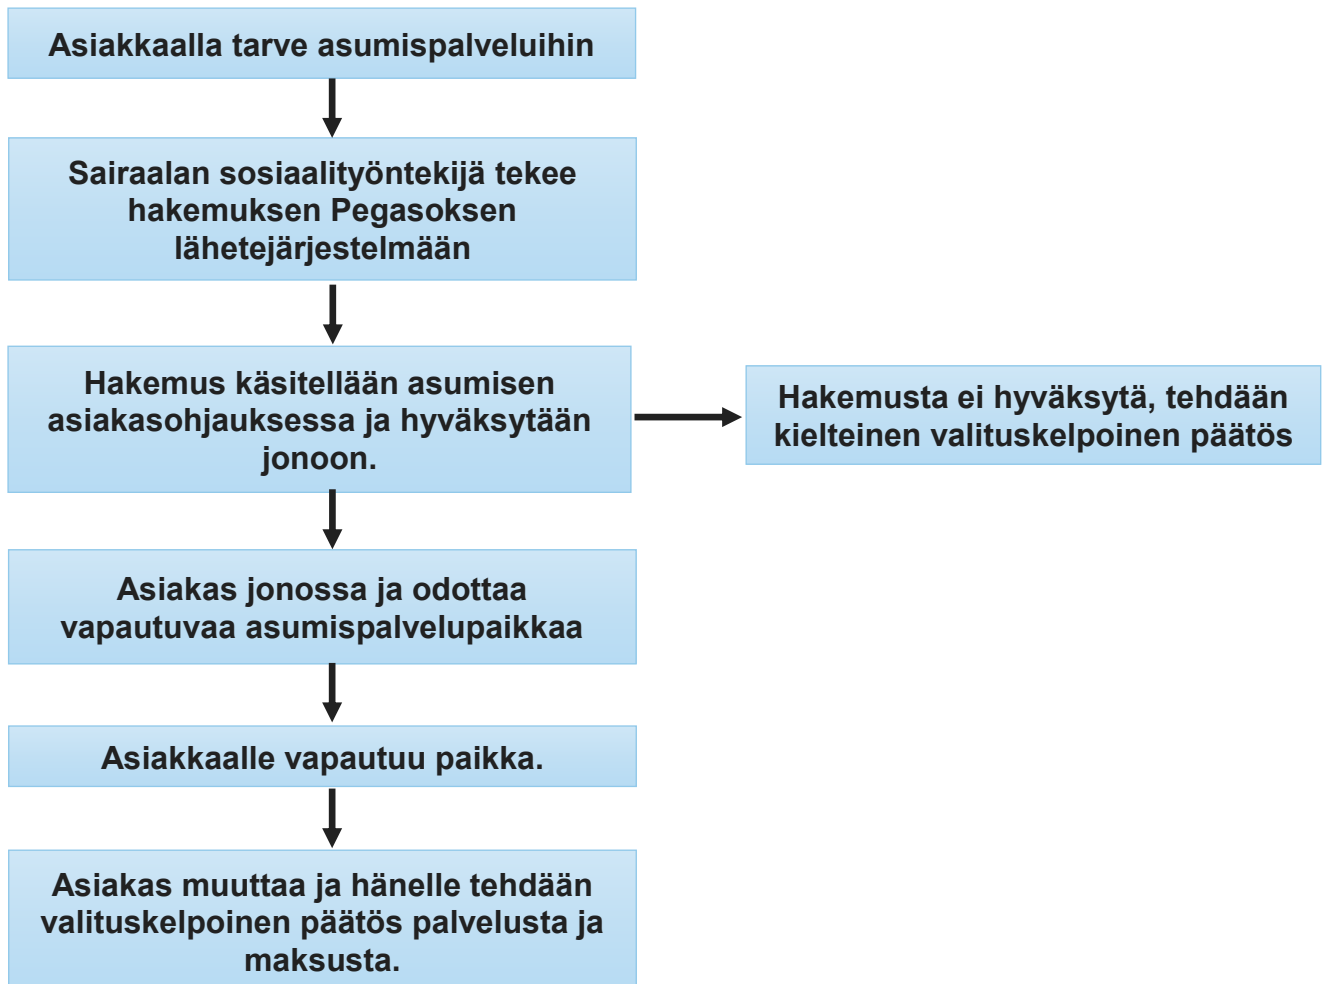 Asiakkaalla tarve asumispalveluihin
Sairaalan sosiaalityöntekijä tekee
hakemuksen Pegasoksen
lähetejärjestelmään
Hakemus käsitellään asumisen
asiakasohjauksessa ja hyväksytään
jonoon.
Hakemusta ei hyväksytä, tehdään
kielteinen valituskelpoinen päätös
Asiakas jonossa ja odottaa
vapautuvaa asumispalvelupaikkaa
Asiakkaalle vapautuu paikka.
Asiakas muuttaa ja hänelle tehdään
valituskelpoinen päätös palvelusta ja
maksusta.